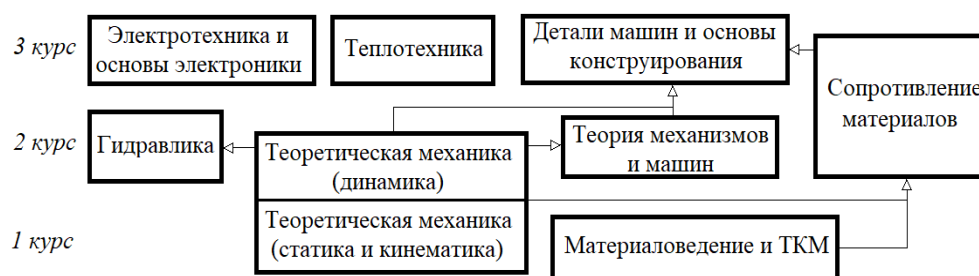 3 курс
Электротехника и
основы электроники
Теплотехника
Детали машин и основы
конструирования
Сопротивление
материалов
2 курс
Гидравлика
Теоретическая механика
(динамика)
Теория механизмов
и машин
1 курс
Теоретическая механика
(статика и кинематика)
Материаловедение и ТКМ